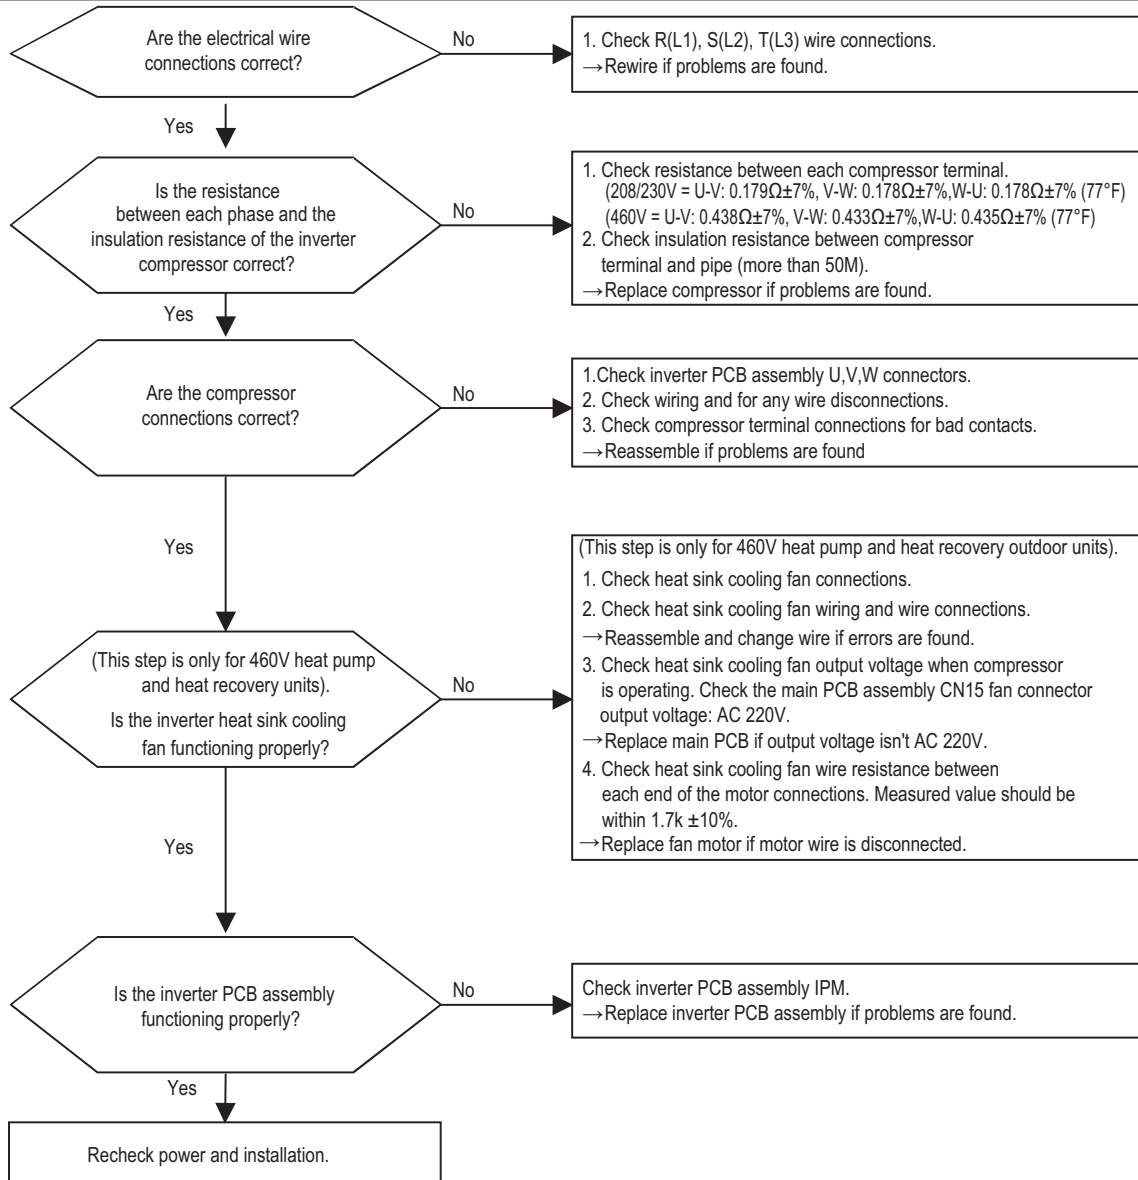 Are the electrical wire
connections correct?
No
1. Check R(L1), S(L2), T(L3) wire connections.
→Rewire if problems are found.
Yes
Is the resistance
between each phase and the
insulation resistance of the inverter
compressor correct?
No
1. Check resistance between each compressor terminal.
(208/230V = U-V: 0.179Ω±7%, V-W: 0.178Ω±7%,W-U: 0.178Ω±7% (77°F)
(460V = U-V: 0.438Ω±7%, V-W: 0.433Ω±7%,W-U: 0.435Ω±7% (77°F)
2. Check insulation resistance between compressor
terminal and pipe (more than 50M).
→Replace compressor if problems are found.
Yes
Are the compressor
connections correct?
No
1.Check inverter PCB assembly U,V,W connectors.
2. Check wiring and for any wire disconnections.
3. Check compressor terminal connections for bad contacts.
→Reassemble if problems are found
Yes
(This step is only for 460V heat pump
and heat recovery units).
Is the inverter heat sink cooling
fan functioning properly?
No
(This step is only for 460V heat pump and heat recovery outdoor units).
1. Check heat sink cooling fan connections.
2. Check heat sink cooling fan wiring and wire connections.
→Reassemble and change wire if errors are found.
3. Check heat sink cooling fan output voltage when compressor
is operating. Check the main PCB assembly CN15 fan connector
output voltage: AC 220V.
→Replace main PCB if output voltage isn't AC 220V.
4. Check heat sink cooling fan wire resistance between
each end of the motor connections. Measured value should be
within 1.7k ±10%.
→Replace fan motor if motor wire is disconnected.
Yes
Is the inverter PCB assembly
functioning properly?
No
Check inverter PCB assembly IPM.
→Replace inverter PCB assembly if problems are found.
Yes
Recheck power and installation.